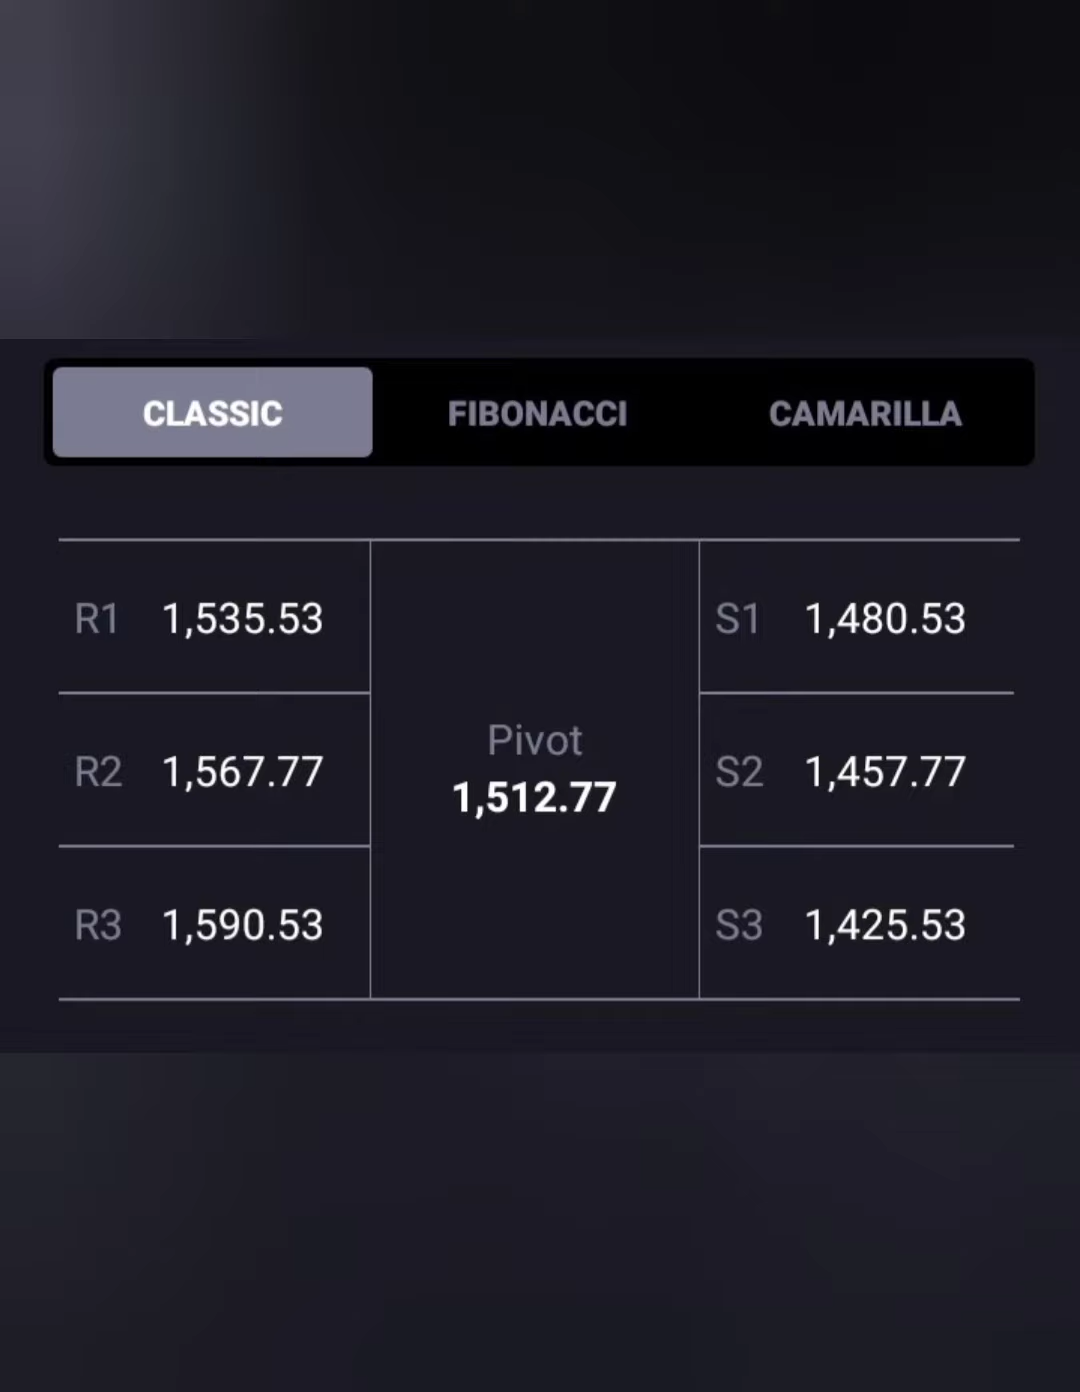 CLASSIC FIBONACCI CAMARILLA
R1 1,535.53 S1 1,480.53
Pivot
R2 1,567.77 S2 1,457.77
1,512.77
R3 1,590.53 S3 1,425.53